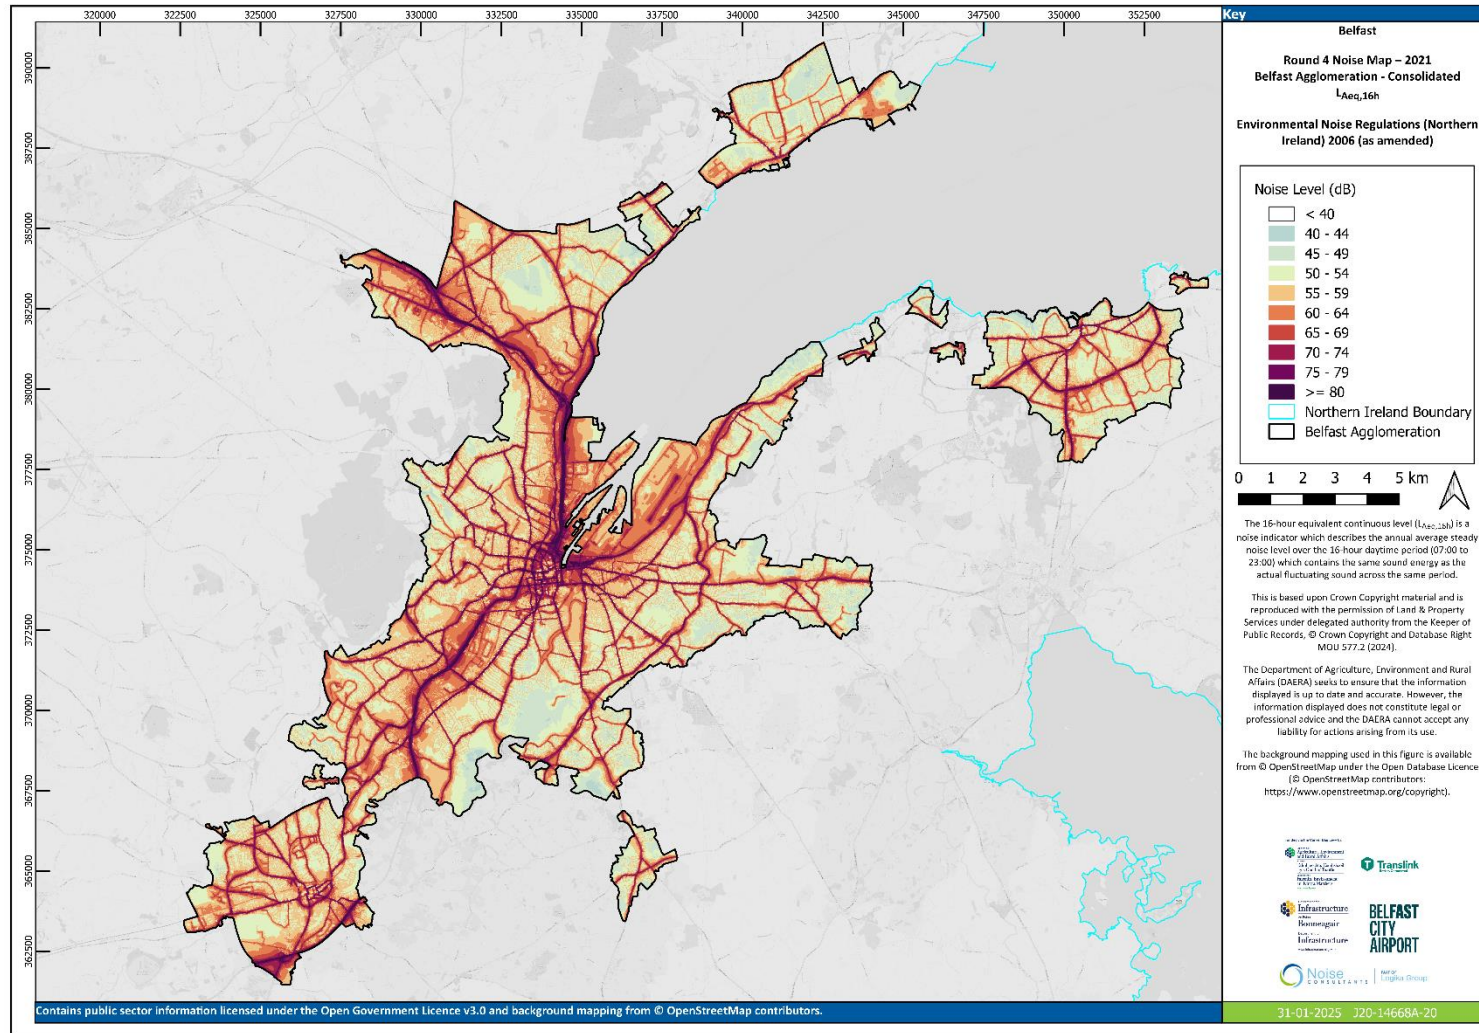 320000 322500 325000 327500 330000 332500 335000 337500 340000 342500 345000 347500 350000 352500
390000
387500
385000
382500
380000
377500
375000
372500
370000
367500
365000
362500
Key
Belfast
Round 4 Noise Map – 2021
Belfast Agglomeration - Consolidated
LAeq,16h
Environmental Noise Regulations (Northern
Ireland) 2006 (as amended)
Noise Level (dB)
< 40
40 - 44
45 - 49
50 - 54
55 - 59
60 - 64
65 - 69
70 - 74
75 - 79
>= 80
Northern Ireland Boundary
Belfast Agglomeration
0 1 2 3 4 5 km
The 16-hour equivalent continuous level (LAeq,16h) is a
noise indicator which describes the annual average steady
noise level over the 16-hour daytime period (07:00 to
23:00) which contains the same sound energy as the
actual fluctuating sound across the same period.
This is based upon Crown Copyright material and is
reproduced with the permission of Land & Property
Services under delegated authority from the Keeper of
Public Records, © Crown Copyright and Database Right
MOU 577.2 (2024).
The Department of Agriculture, Environment and Rural
Affairs (DAERA) seeks to ensure that the information
displayed is up to date and accurate. However, the
information displayed does not constitute legal or
professional advice and the DAERA cannot accept any
liability for actions arising from its use.
The background mapping used in this figure is available
from © OpenStreetMap under the Open Database Licence
(© OpenStreetMap contributors:
https://www.openstreetmap.org/copyright).
Translink
Infrastructure
Bonneagair
Infrastructure
BELFAST
CITY
AIRPORT
Noise
CONSULTANTS
PART OF
Logika Group
Contains public sector information licensed under the Open Government Licence v3.0 and background mapping from © OpenStreetMap contributors.
31-01-2025 J20-14668A-20